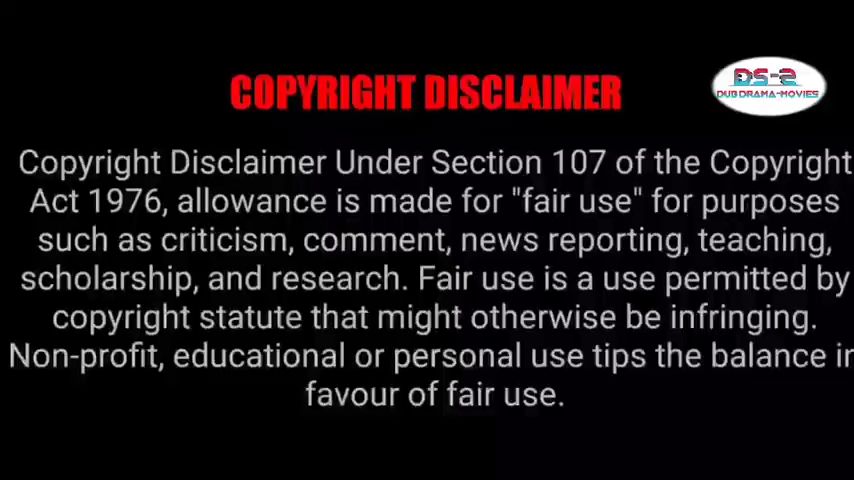 DS-2
DUB DRAMA-MOVIES
COPYRIGHT DISCLAIMER
Copyright Disclaimer Under Section 107 of the Copyright
Act 1976, allowance is made for "fair use" for purposes
such as criticism, comment, news reporting, teaching,
scholarship, and research. Fair use is a use permitted by
copyright statute that might otherwise be infringing.
Non-profit, educational or personal use tips the balance in
favour of fair use.